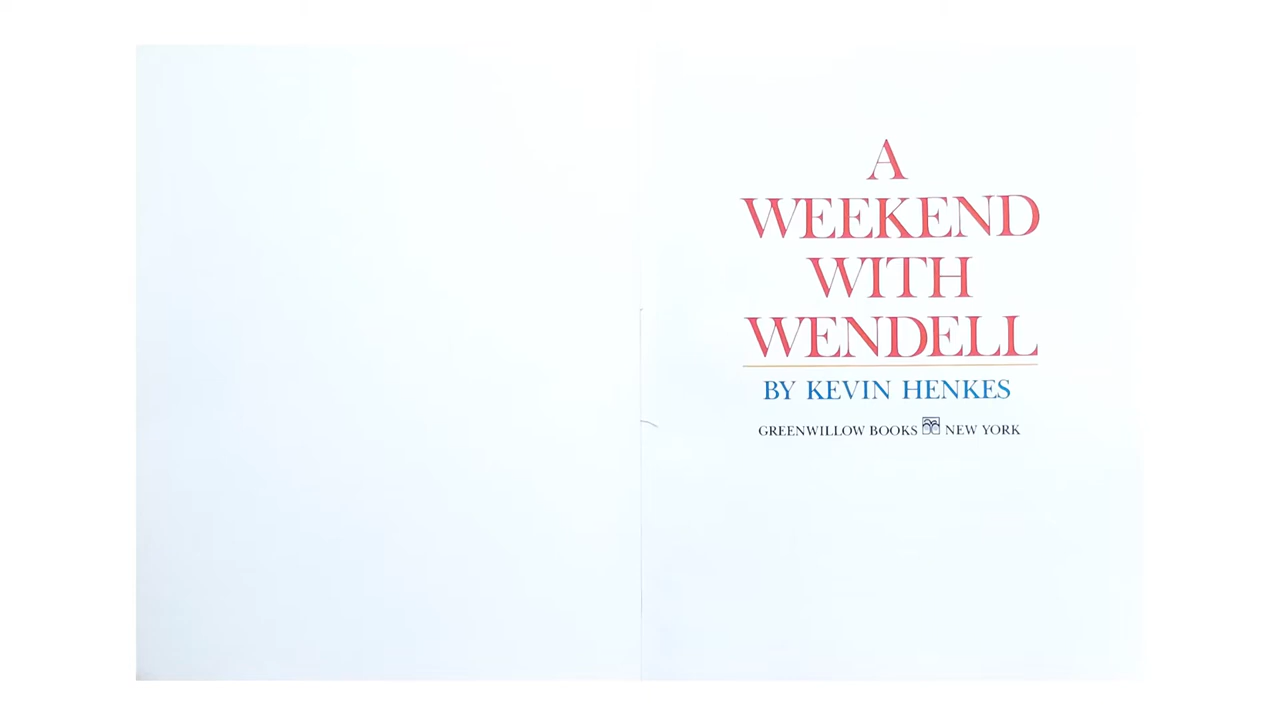 A
WEEKEND
WITH
WENDELL
BY KEVIN HENKES
GREENWILLOW BOOKS NEW YORK